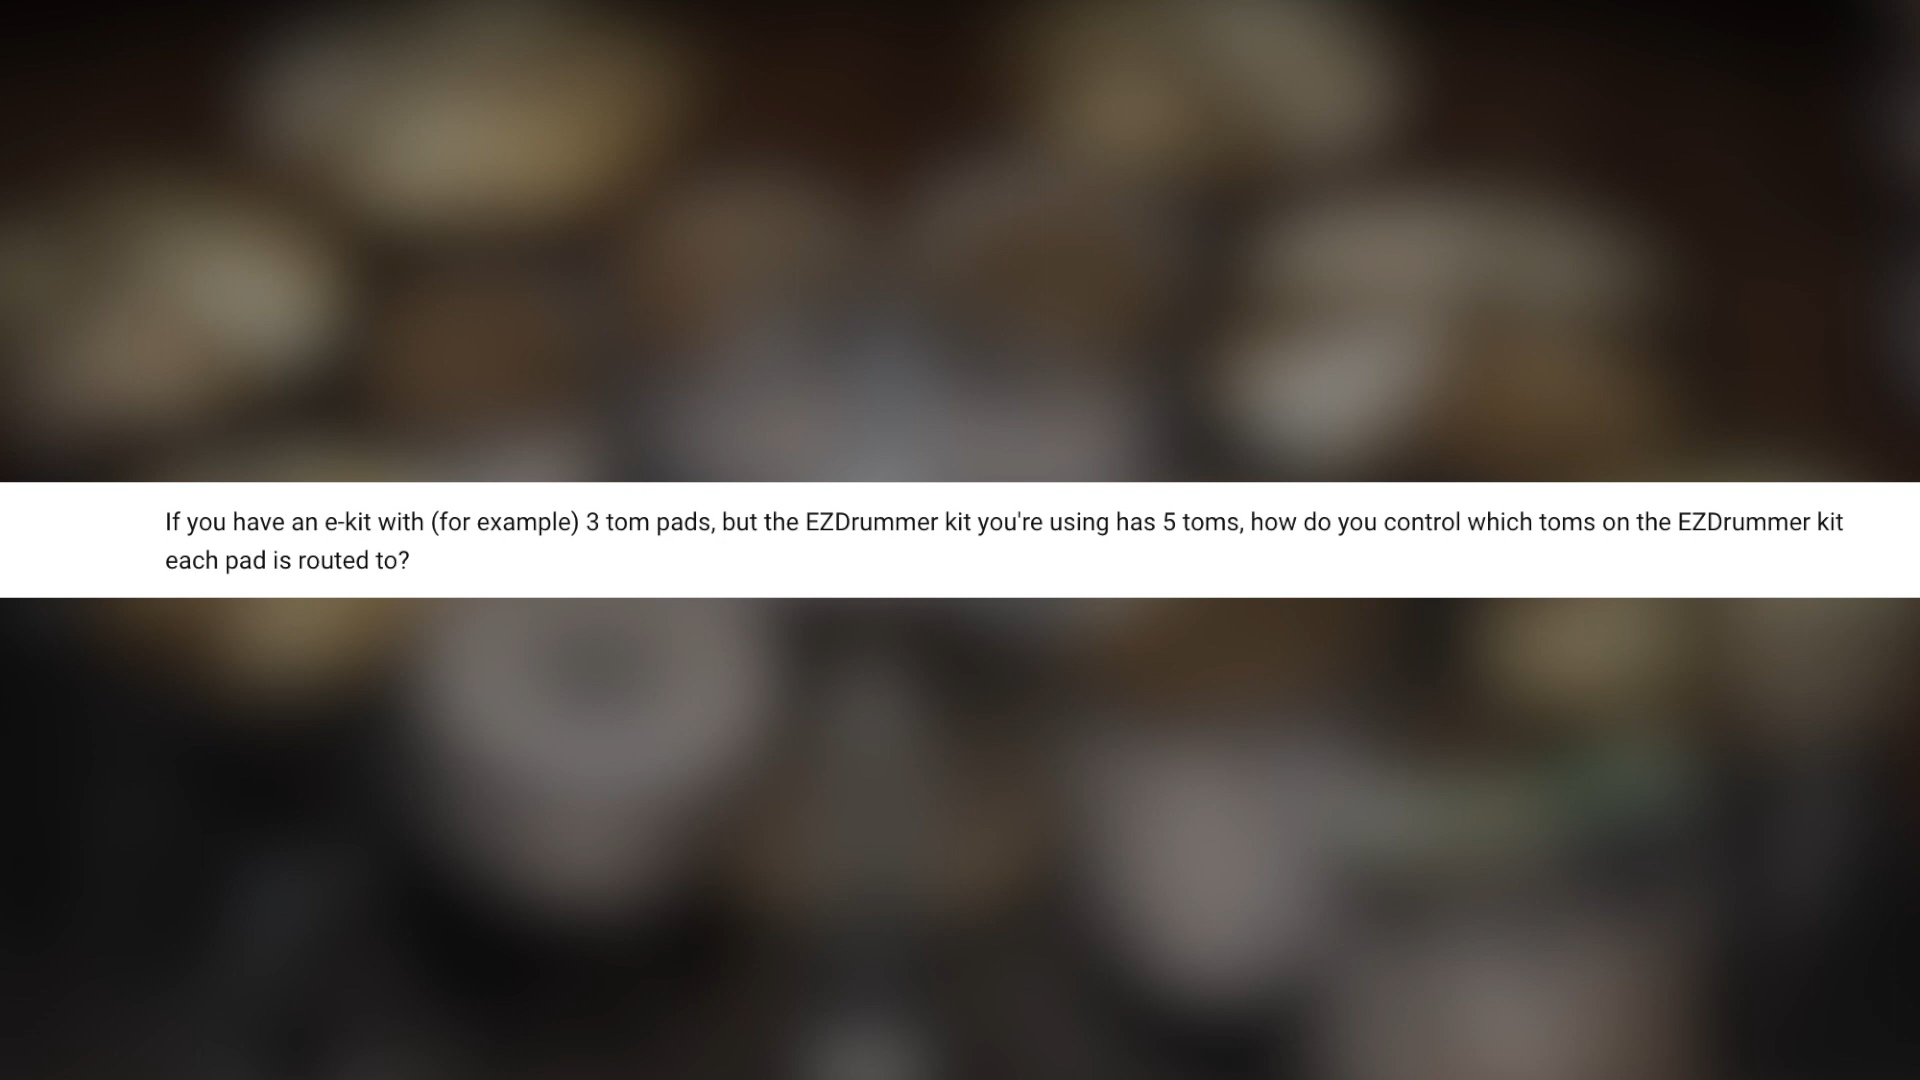 If you have an e-kit with (for example) 3 tom pads, but the EZDrummer kit you're using has 5 toms, how do you control which toms on the EZDrummer kit
each pad is routed to?